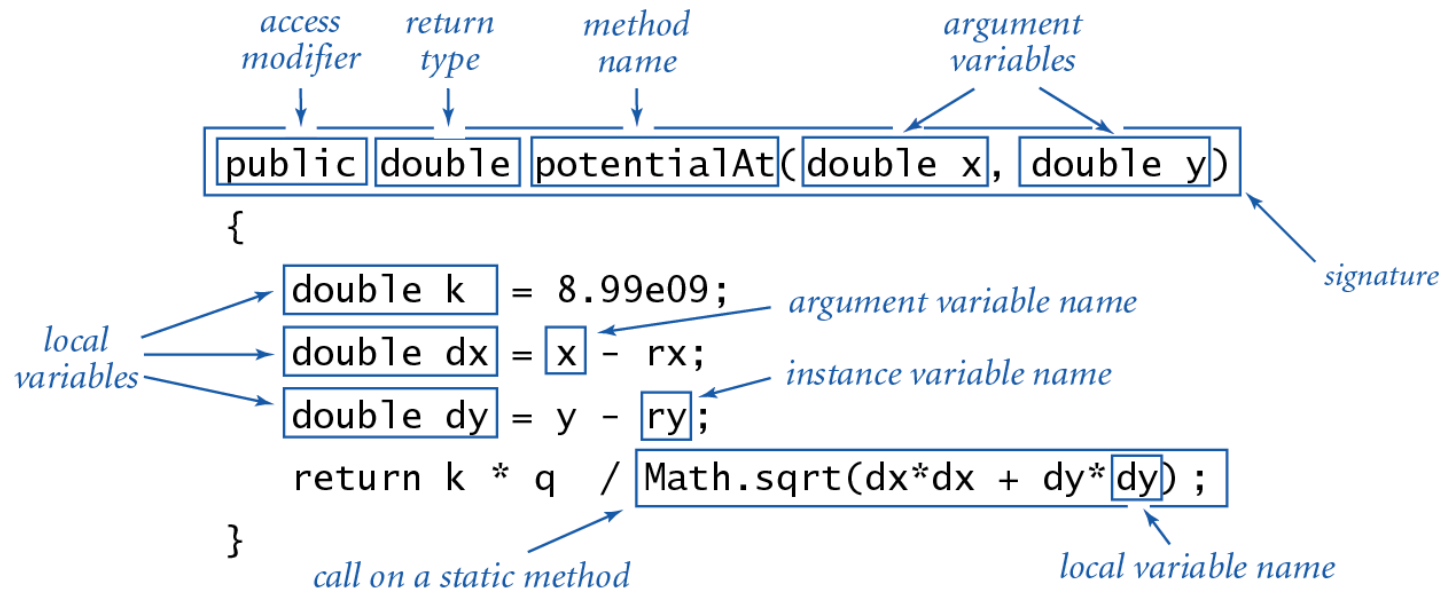 access modifier
return type
method name
argument variables
public double potentialAt(double x, double y)
signature
{
double k = 8.99e09;
argument variable name
local variables
double dx = x - rx;
instance variable name
double dy = y - ry;
return k * q / Math.sqrt(dx*dx + dy*dy);
}
call on a static method
local variable name